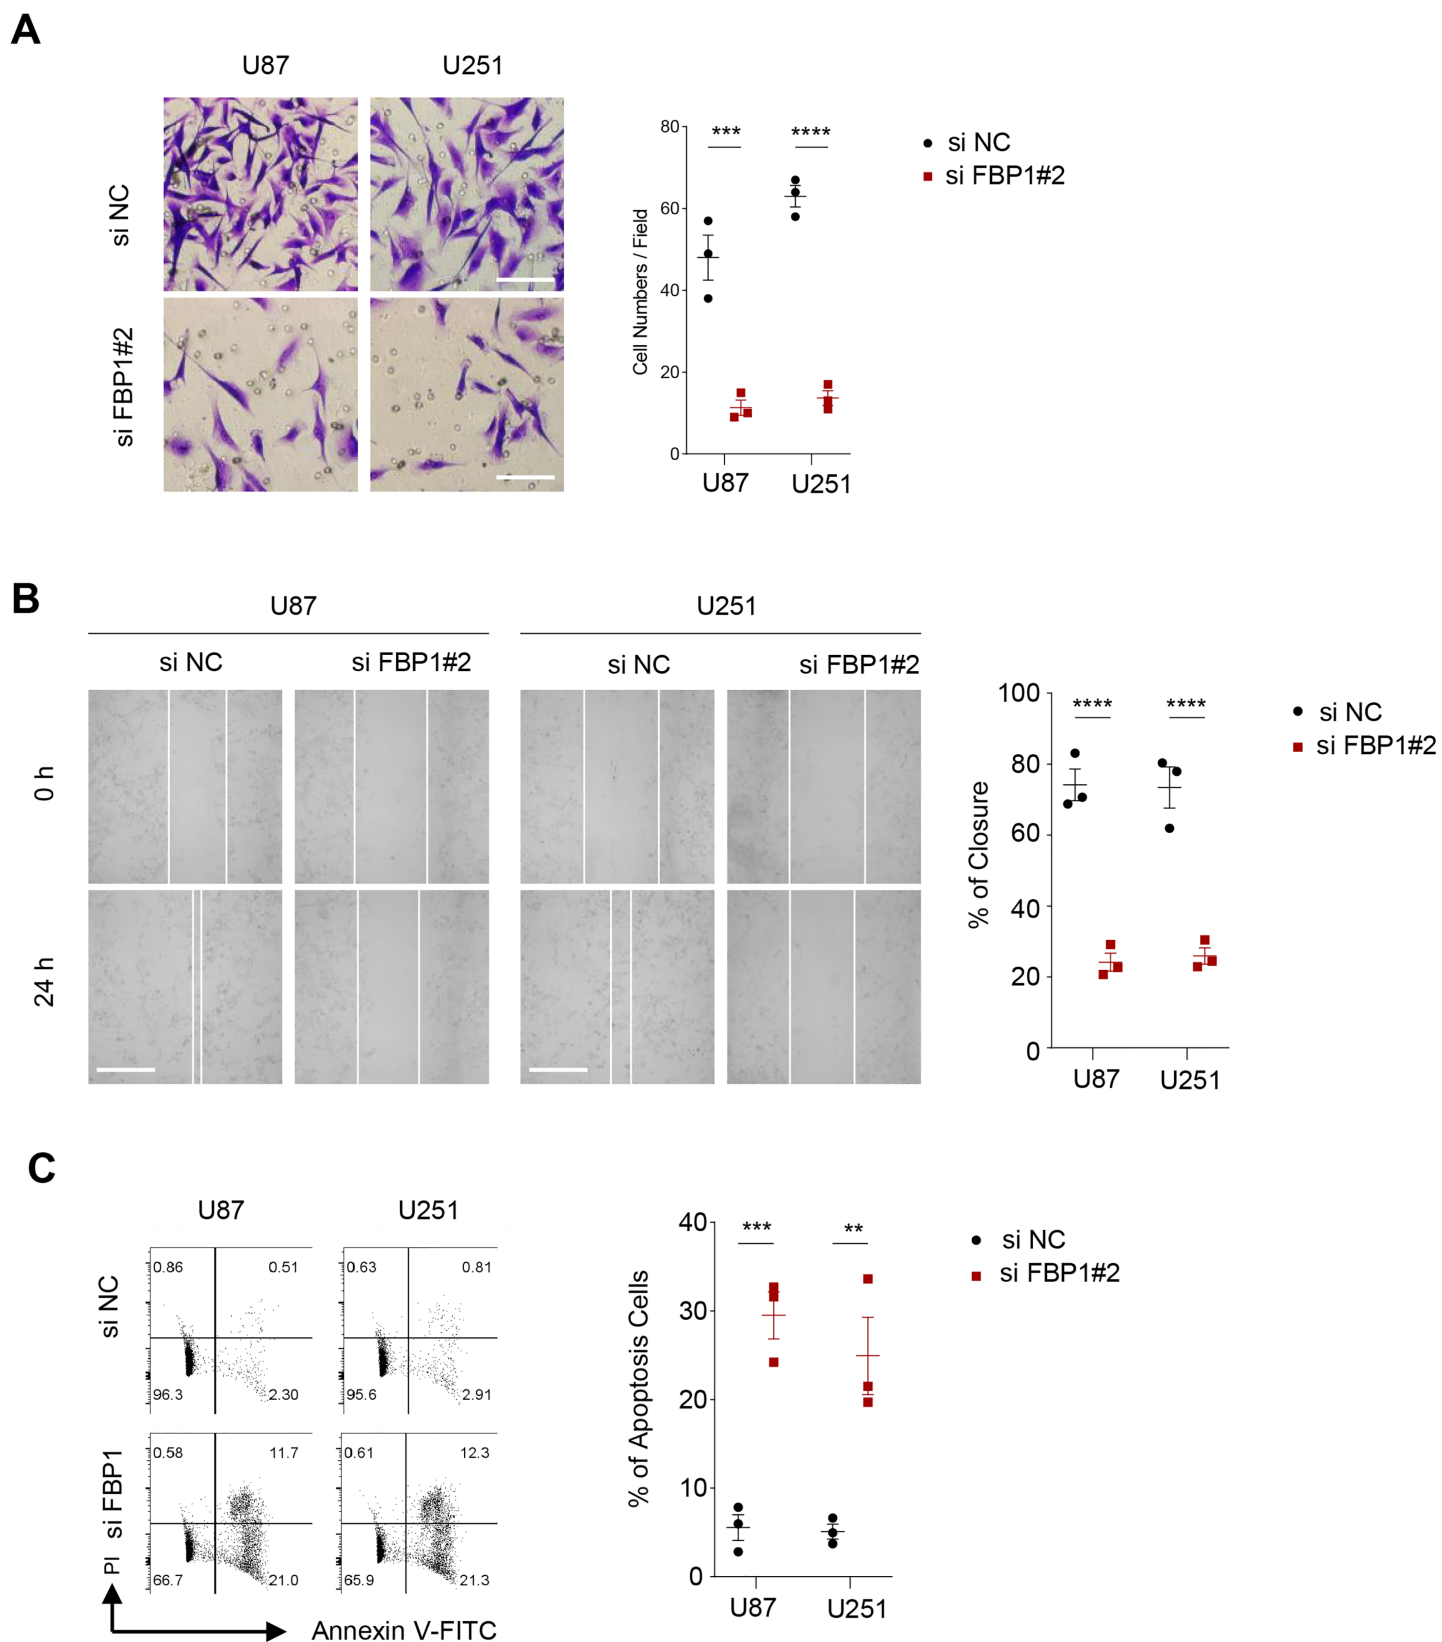 A
U87 U251
si NC
si FBP1#2
80
60
40
20
0
Cell Numbers / Field
*** ****
U87 U251
si NC
si FBP1#2
B
U87 U251
si NC si FBP1#2 si NC si FBP1#2
0 h
24 h
100
80
60
40
20
0
% of Closure
**** ****
U87 U251
si NC
si FBP1#2
C
U87 U251
si NC
0.86 0.51 0.63 0.81
96.3 2.30 95.6 2.91
si FBP1
0.58 11.7 0.61 12.3
66.7 21.0 65.9 21.3
PI
Annexin V-FITC
40
30
20
10
0
% of Apoptosis Cells
*** **
U87 U251
si NC
si FBP1#2